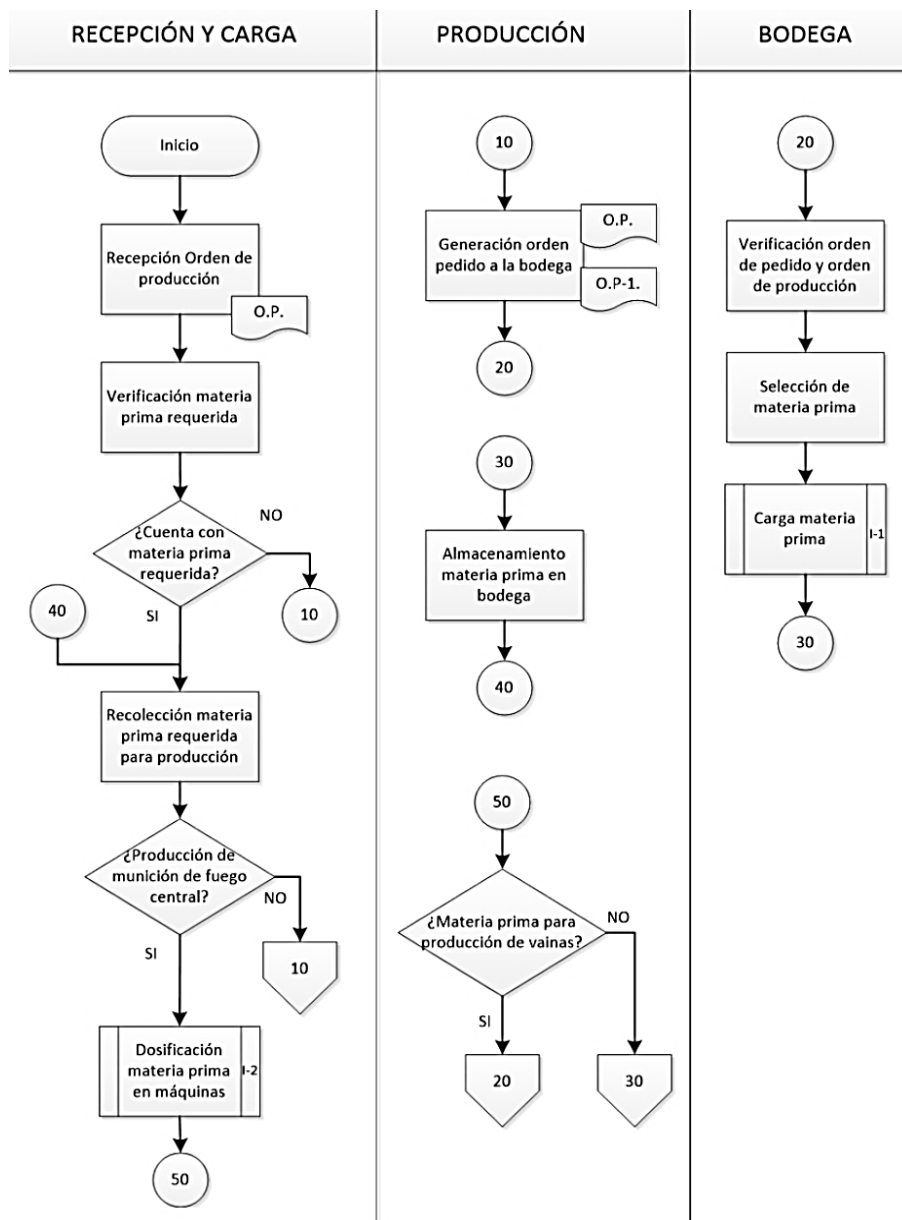 RECEPCIÓN Y CARGA
Inicio
Recepción Orden de
producción
O.P.
Verificación materia
prima requerida
¿Cuenta con
materia prima
requerida?
NO
10
SI
40
Recolección materia
prima requerida
para producción
¿Producción de
munición de fuego
central?
NO
10
SI
Dosificación
materia prima
en máquinas
I-2
50
PRODUCCIÓN
10
Generación orden
pedido a la bodega
O.P.
O.P-1.
20
30
Almacenamiento
materia prima en
bodega
40
50
¿Materia prima para
producción de vainas?
NO
SI
20
30
BODEGA
20
Verificación orden
de pedido y orden
de producción
Selección de
materia prima
Carga materia
prima
I-1
30